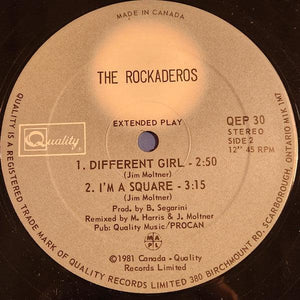 MADE IN CANADA
THE ROCKADEROS
EXTENDED PLAY
QEP 30
STEREO
SIDE 2
12" 45 RPM
Quality
1. DIFFERENT GIRL - 2:50
(Jim Moltner)
2. I'M A SQUARE - 3:15
(Jim Moltner)
Prod. by B. Segarini
Remixed by M. Harris & J. Moltner
Pub: Quality Music/PROCAN
MAPL
©1981 Canada - Quality
Records Limited
QUALITY IS A REGISTERED TRADE MARK OF QUALITY RECORDS LIMITED 380 BIRCHMOUNT RD. SCARBOROUGH, ONTARIO M1K 1M7